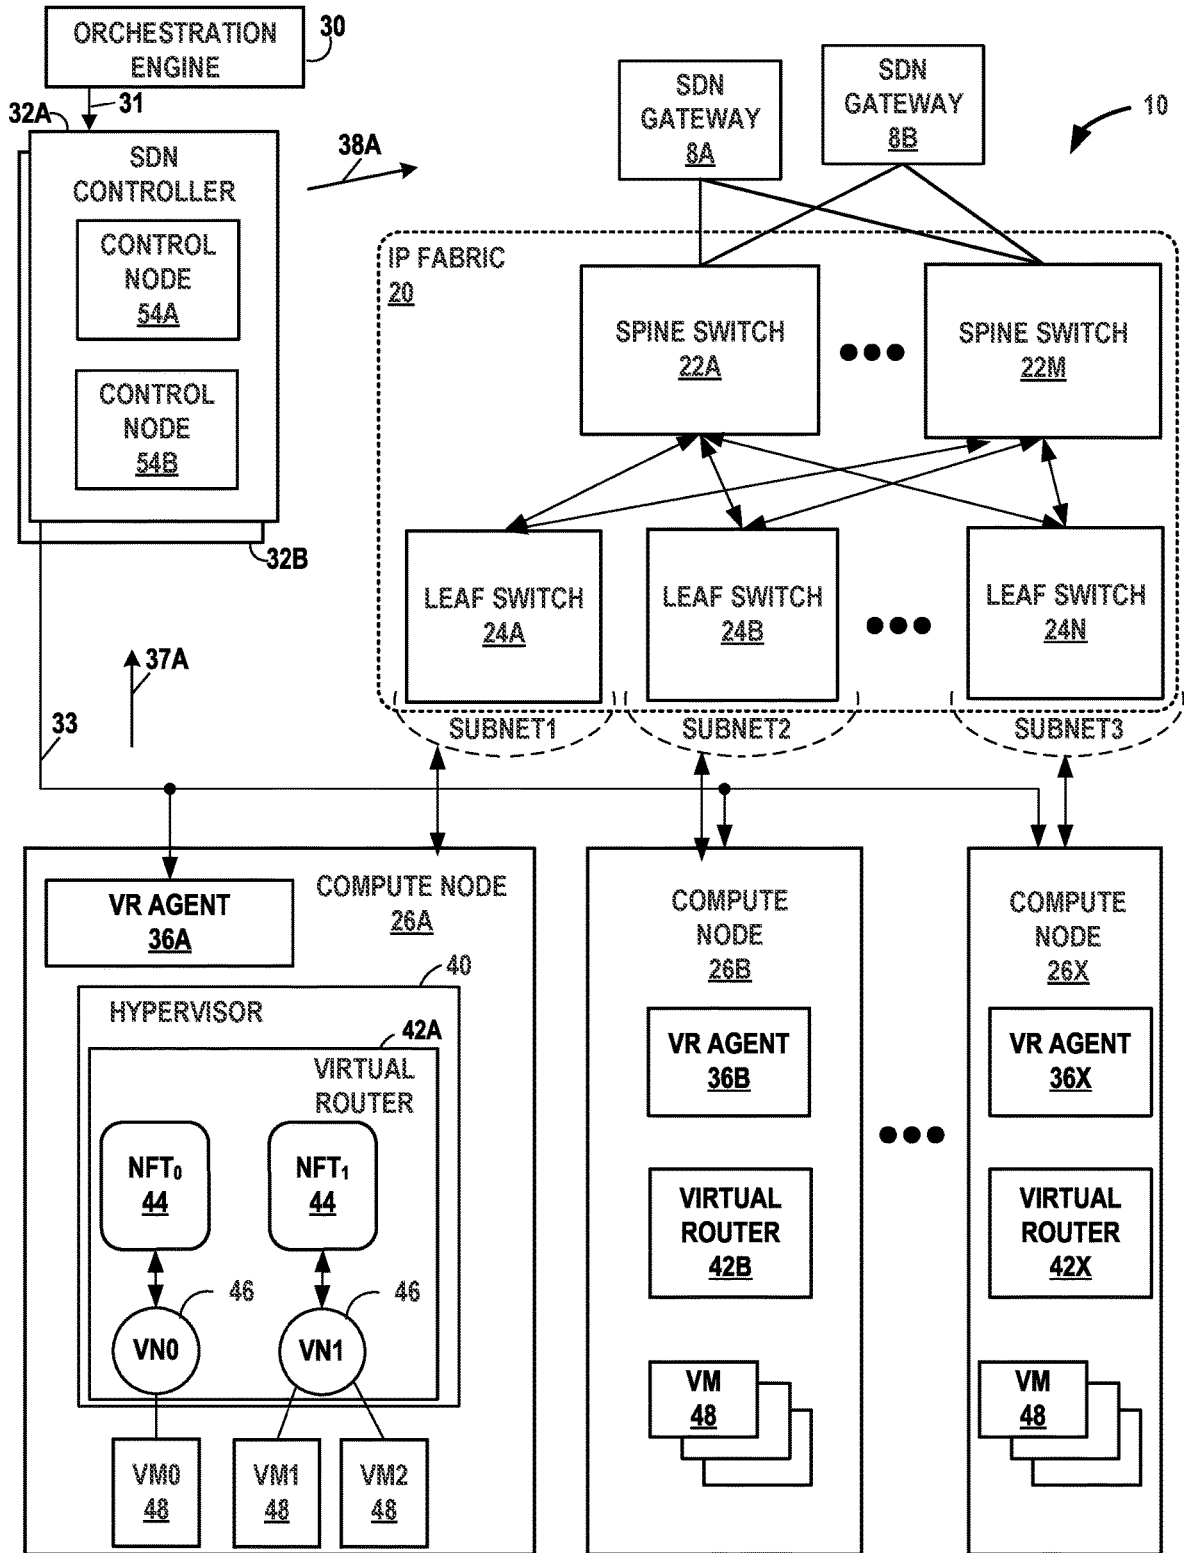 ORCHESTRATION
ENGINE
30
31
32A
SDN
CONTROLLER
CONTROL
NODE
54A
CONTROL
NODE
54B
32B
38A
SDN
GATEWAY
8A
SDN
GATEWAY
8B
10
IP FABRIC
20
SPINE SWITCH
22A
SPINE SWITCH
22M
LEAF SWITCH
24A
LEAF SWITCH
24B
LEAF SWITCH
24N
SUBNET1
SUBNET2
SUBNET3
37A
33
VR AGENT
36A
COMPUTE NODE
26A
40
HYPERVISOR
42A
VIRTUAL
ROUTER
NFT₀
44
NFT₁
44
46
46
VN0
VN1
VM0
48
VM1
48
VM2
48
COMPUTE
NODE
26B
VR AGENT
36B
VIRTUAL
ROUTER
42B
VM
48
COMPUTE
NODE
26X
VR AGENT
36X
VIRTUAL
ROUTER
42X
VM
48